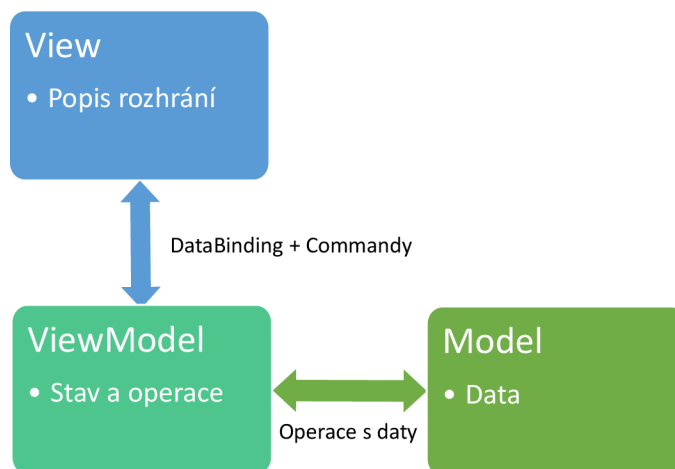 View
• Popis rozhrání
DataBinding + Commandy
ViewModel
• Stav a operace
Model
• Data
Operace s daty